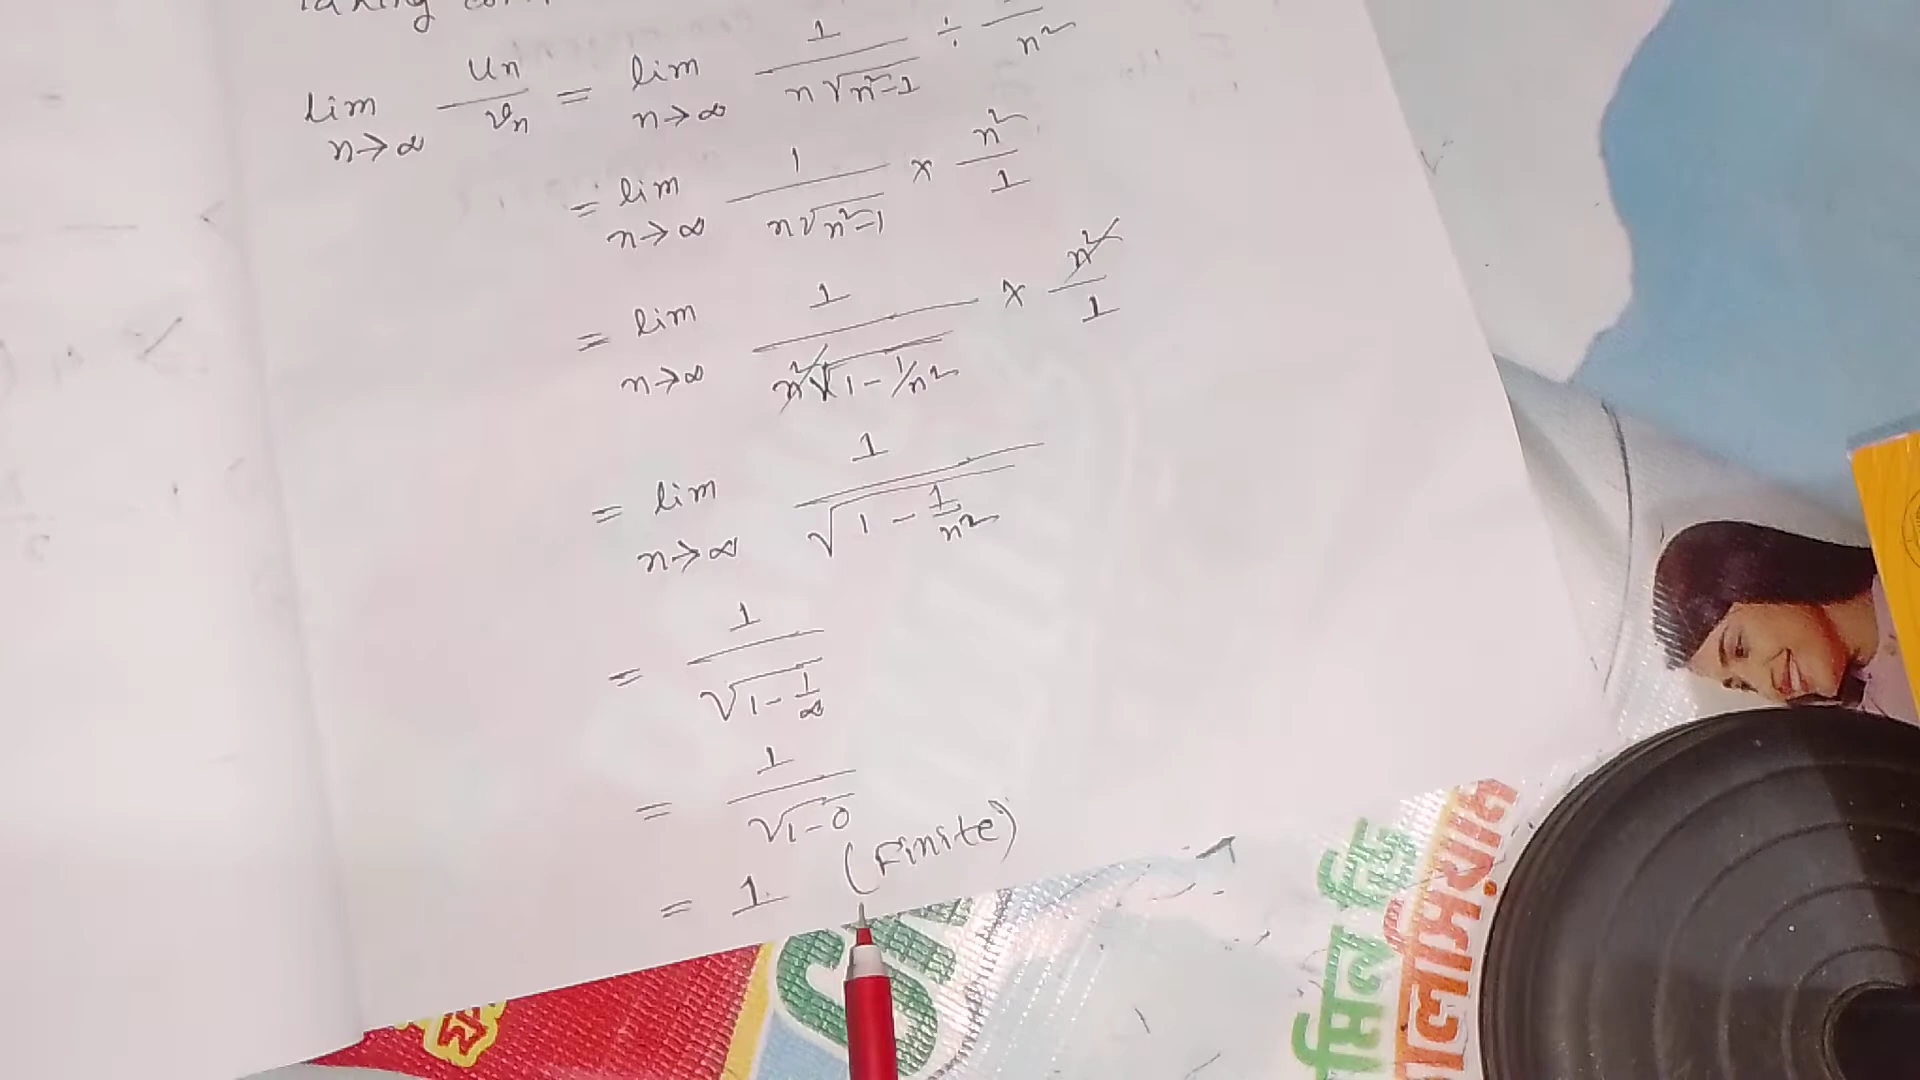 Taking
lim n→∞ un/vn = lim n→∞ 1/(n√(n²-1)) ÷ /n²
= lim n→∞ 1/(n√(n²-1)) × n²/1
= lim n→∞ 1/(n²√(1-1/n²)) × n²/1
= lim n→∞ 1/√(1-1/n²)
= 1/√(1-1/∞)
= 1/√(1-0)
= 1 (Finite)